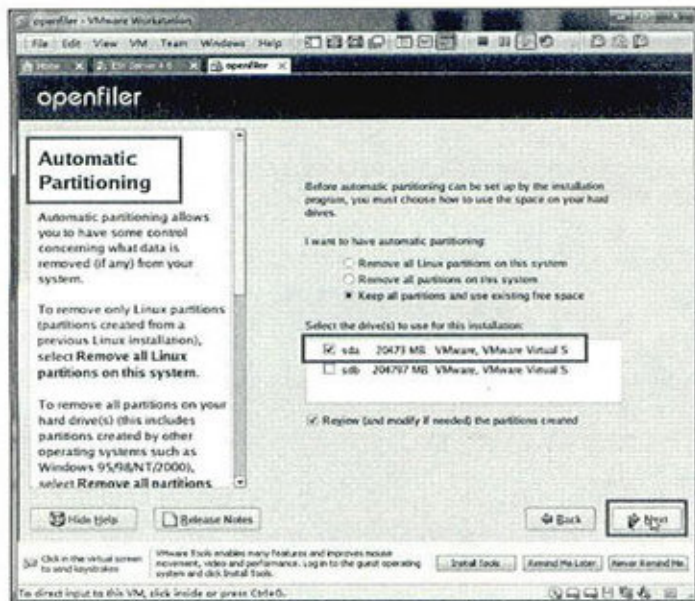 openfiler - VMware Workstation
File Edit View VM Team Windows Help
Home openfiler
openfiler
Automatic
Partitioning
Automatic partitioning allows
you to have some control
concerning what data is
removed (if any) from your
system.
To remove only Linux partitions
(partitions created from a
previous Linux installation),
select Remove all Linux
partitions on this system.
To remove all partitions on your
hard drive(s) (this includes
partitions created by other
operating systems such as
Windows 95/98/NT/2000),
select Remove all partitions
Before automatic partitioning can be set up by the installation
program, you must choose how to use the space on your hard
drives.
I want to have automatic partitioning:
Remove all Linux partitions on this system
Remove all partitions on this system
Keep all partitions and use existing free space
Select the drive(s) to use for this installation:
sda 20473 MB VMware, VMware Virtual S
sdb 204797 MB VMware, VMware Virtual S
Review (and modify if needed) the partitions created
Hide Help
Release Notes
Back
Next
Click in the virtual screen
to send keystrokes
VMware Tools enables many features and improves mouse
movement, video and performance. Log in to the guest operating
system and click Install Tools.
Install Tools
Remind Me Later
Never Remind Me
To direct input to this VM, click inside or press Ctrl+G.